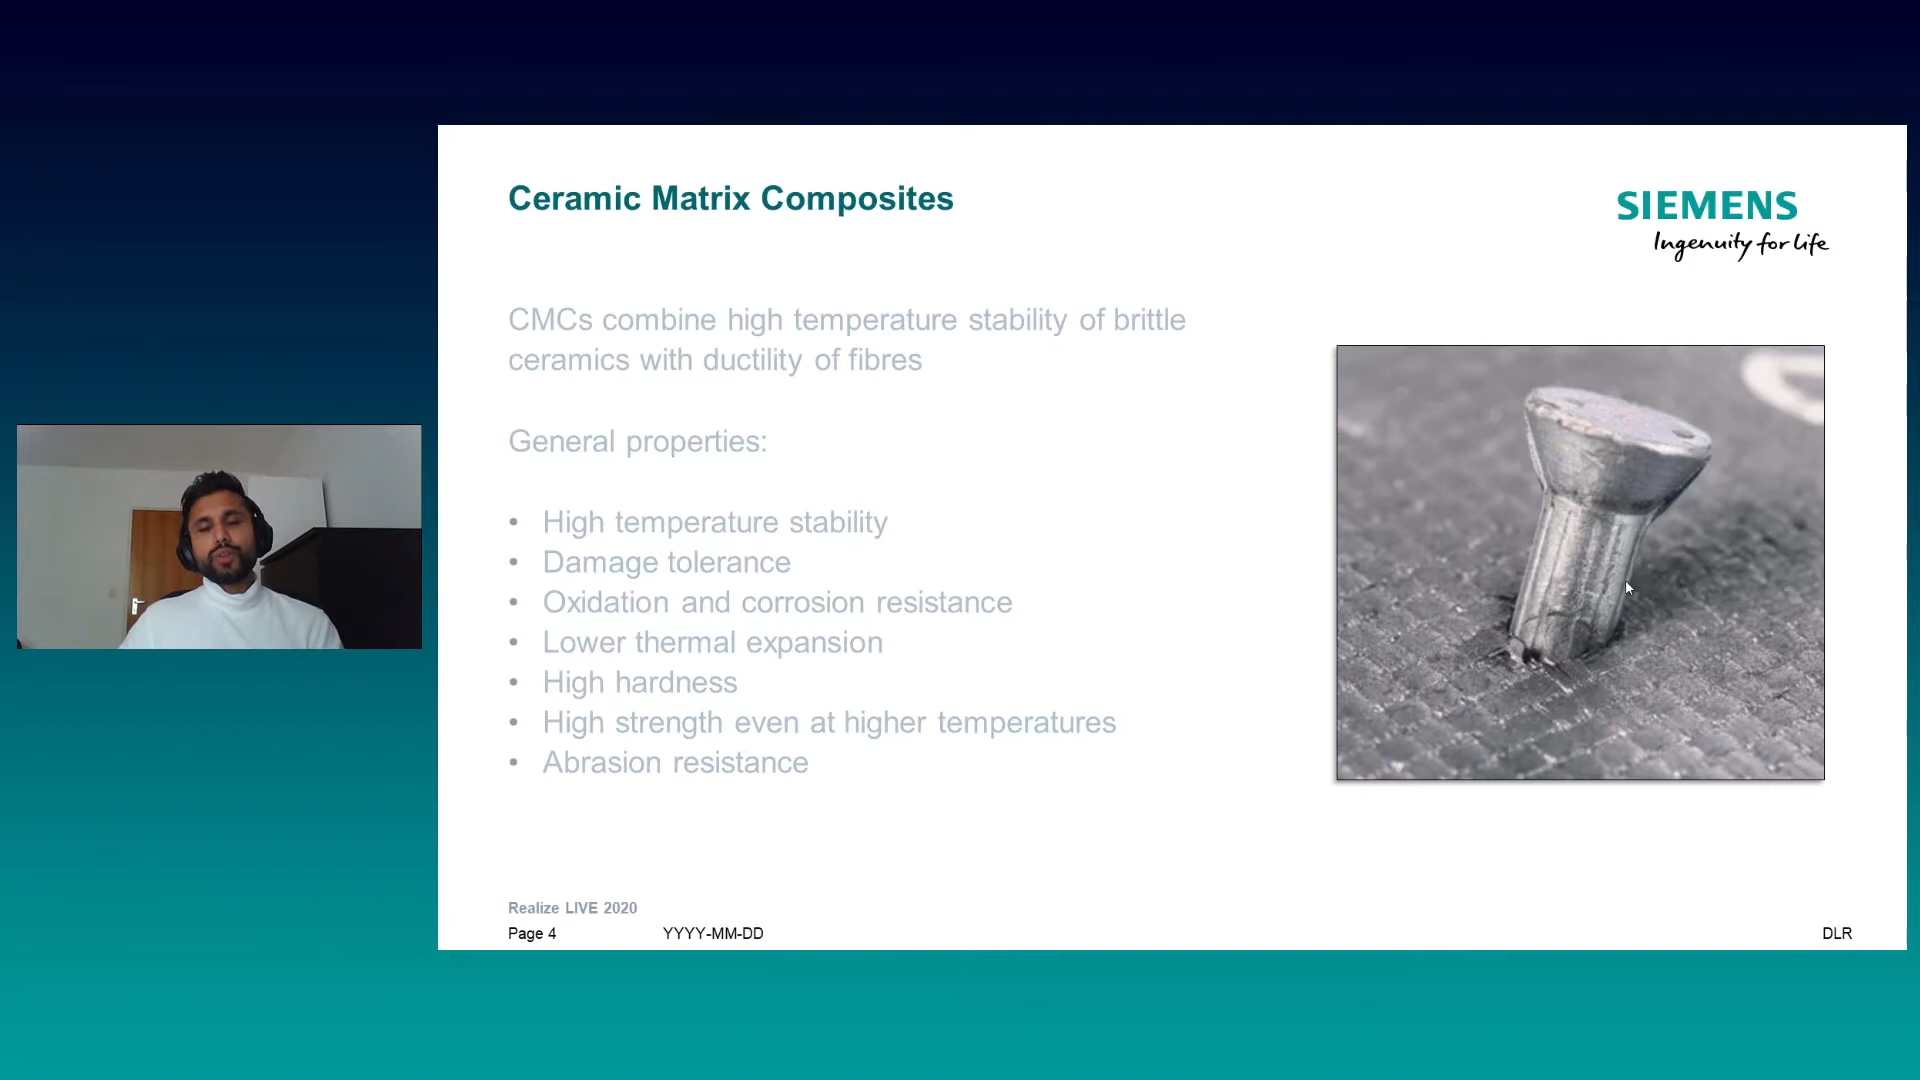 Ceramic Matrix Composites
SIEMENS
Ingenuity for life
CMCs combine high temperature stability of brittle
ceramics with ductility of fibres
General properties:
• High temperature stability
• Damage tolerance
• Oxidation and corrosion resistance
• Lower thermal expansion
• High hardness
• High strength even at higher temperatures
• Abrasion resistance
Realize LIVE 2020
Page 4 YYYY-MM-DD DLR